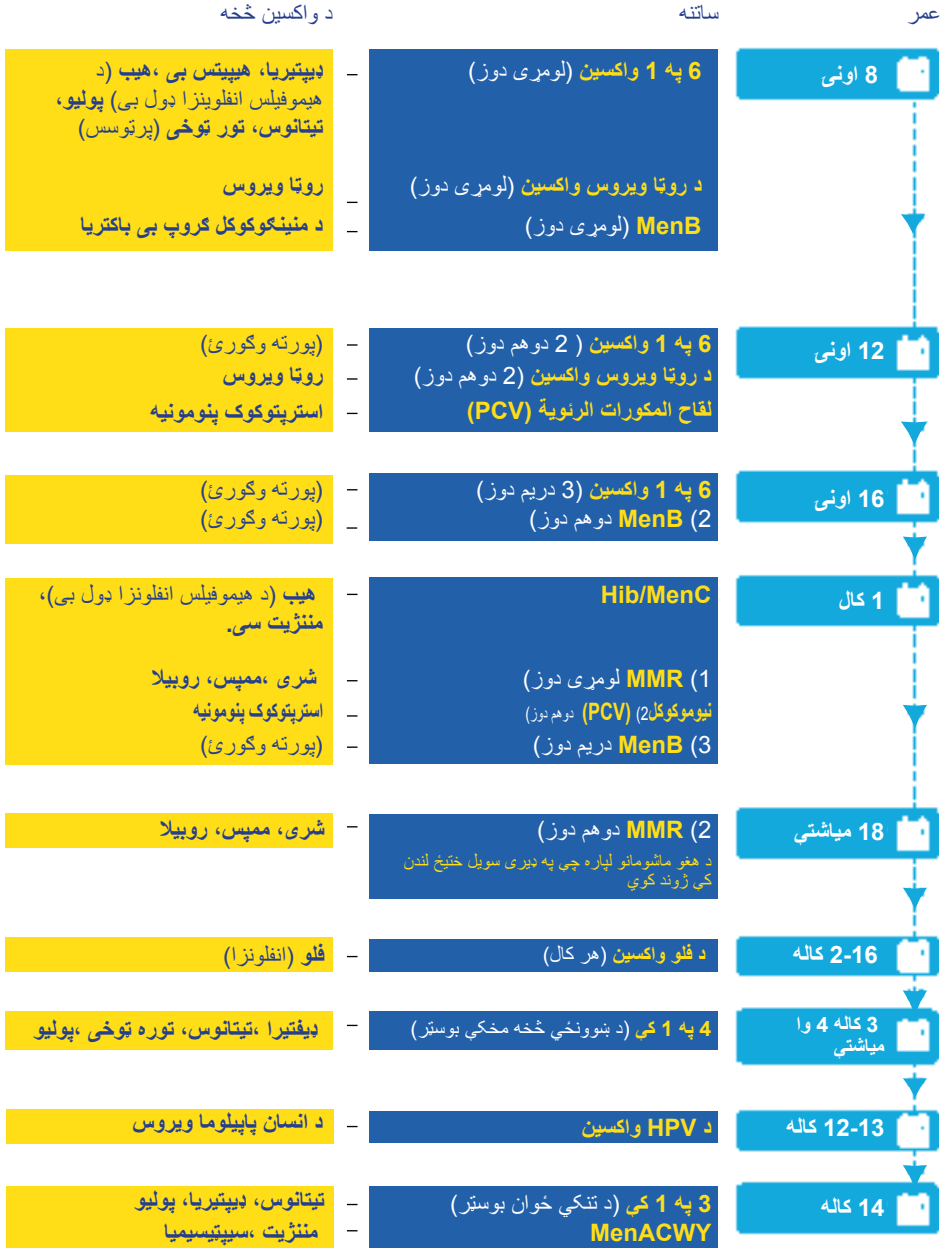 عمر
ساتنه
د واکسین څخه
8 اونی
6 په 1 واکسین (لومړی دوز)
–
ډیپتیریا، هیپیتس بی ،هیب (د
هیموفیلس انفلوینزا ډول بی) پولیو،
تیتانوس، تور ټوخی (پرټوسس)
د روټا ویروس واکسین (لومړی دوز)
–
روټا ویروس
MenB (لومړی دوز)
–
د مننګوکوکل ګروپ بی باکتریا
12 اونی
6 په 1 واکسین ( 2 دوهم دوز)
–
(پورته وګورئ)
د روټا ویروس واکسین (2 دوهم دوز)
–
روټا ویروس
لقاح المكورات الرئوية (PCV)
–
استرپتوکوک پنومونیه
16 اونی
6 په 1 واکسین (3 دریم دوز)
–
(پورته وګورئ)
2) MenB دوهم دوز)
–
(پورته وګورئ)
1 کال
Hib/MenC
–
هیب (د هیموفیلس انفلونزا ډول بی)،
مننژیت سی.
1) MMR لومړی دوز)
–
شری ،ممپس، روبیلا
نیوموکوکل2) (PCV) دوهم دوز)
–
استرپتوکوک پنومونیه
3) MenB دریم دوز)
–
(پورته وګورئ)
18 میاشتې
2) MMR دوهم دوز)
–
شری، ممپس، روبیلا
د هغو ماشومانو لپاره چې په ډیری سویل ختیځ لندن
کې ژوند کوي
2-16 کاله
د فلو واکسین (هر کال)
–
فلو (انفلونزا)
3 کاله 4 وا
میاشتې
4 په 1 کې (د ښوونځي څخه مخکې بوسټر)
–
ډیفتیرا ،تیتانوس، توره ټوخی ،پولیو
12-13 کاله
د HPV واکسین
–
د انسان پاپیلوما ویروس
14 کاله
3 په 1 کې (د تنکي ځوان بوسټر)
–
تیتانوس، ډیپتیریا، پولیو
MenACWY
–
مننژیت ،سیپټیسیمیا